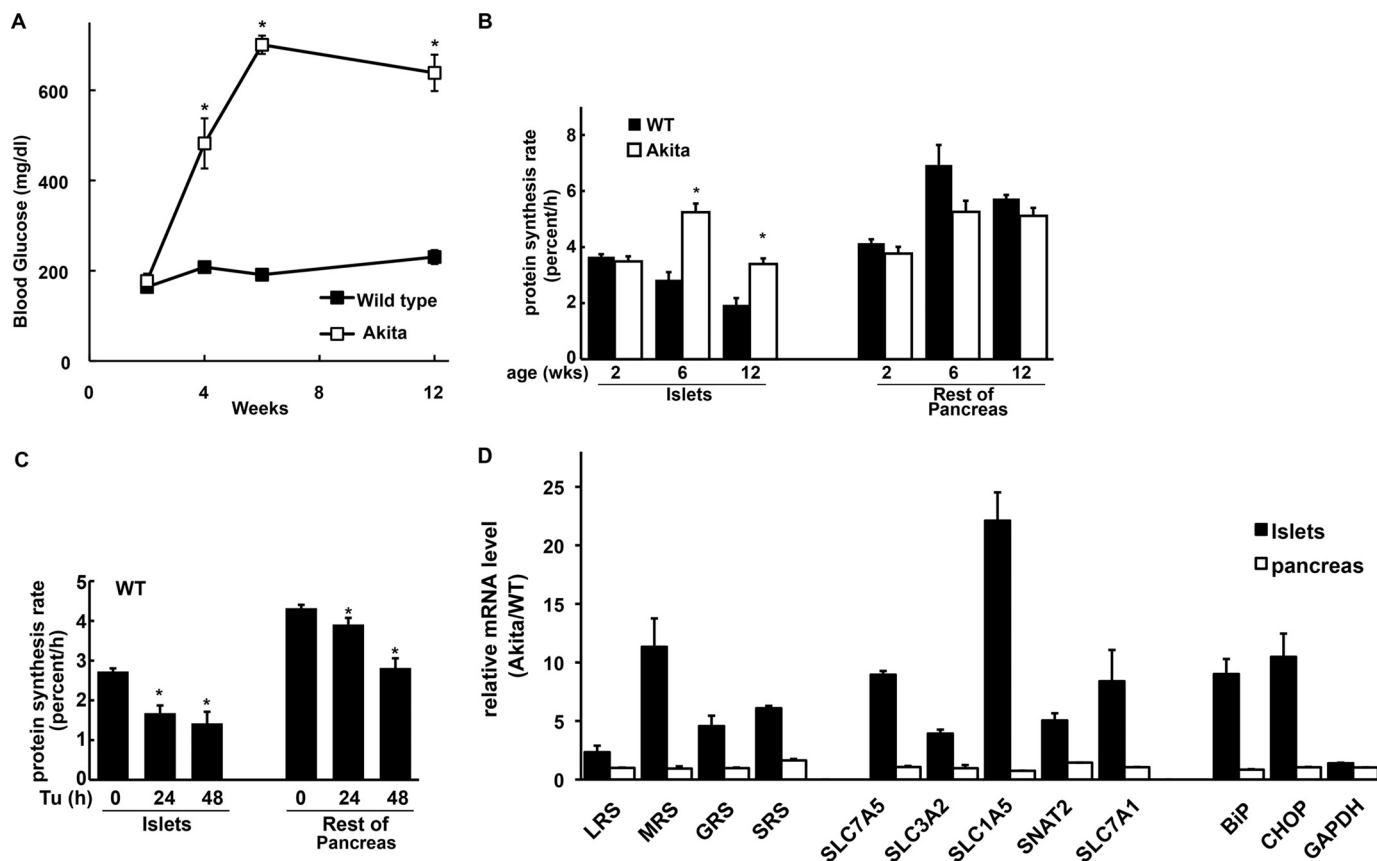 A
Blood Glucose (mg/dl)
600
400
200
0
0
4
8
12
Weeks
* * *
Wild type
Akita
B
protein synthesis rate
(percent/h)
8
6
4
2
0
WT
Akita
* *
age (wks)
2 6 12 2 6 12
Islets
Rest of
Pancreas
C
protein synthesis rate
(percent/h)
5
4
3
2
1
0
WT
* * * *
Tu (h) 0 24 48 0 24 48
Islets
Rest of
Pancreas
D
relative mRNA level
(Akita/WT)
25
20
15
10
5
0
Islets
pancreas
LRS
MRS
GRS
SRS
SLC7A5
SLC3A2
SLC1A5
SNAT2
SLC7A1
BiP
CHOP
GAPDH